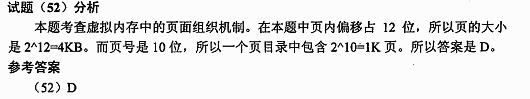 试题（52）分析
本题考查虚拟内存中的页面组织机制。在本题中页内偏移占 12 位，所以页的大小
是 2^12=4KB。而页号是 10 位，所以一个页目录中包含 2^10=1K 页。所以答案是 D。
参考答案
（52）D